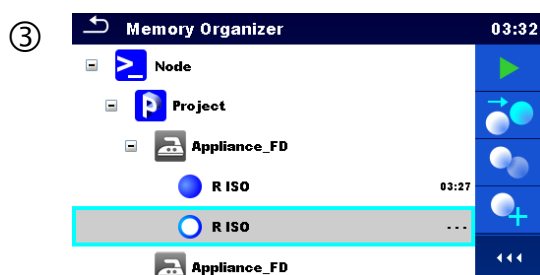 ③
Memory Organizer 03:32
Node
Project
Appliance_FD
R ISO 03:27
R ISO ---
Appliance_FD